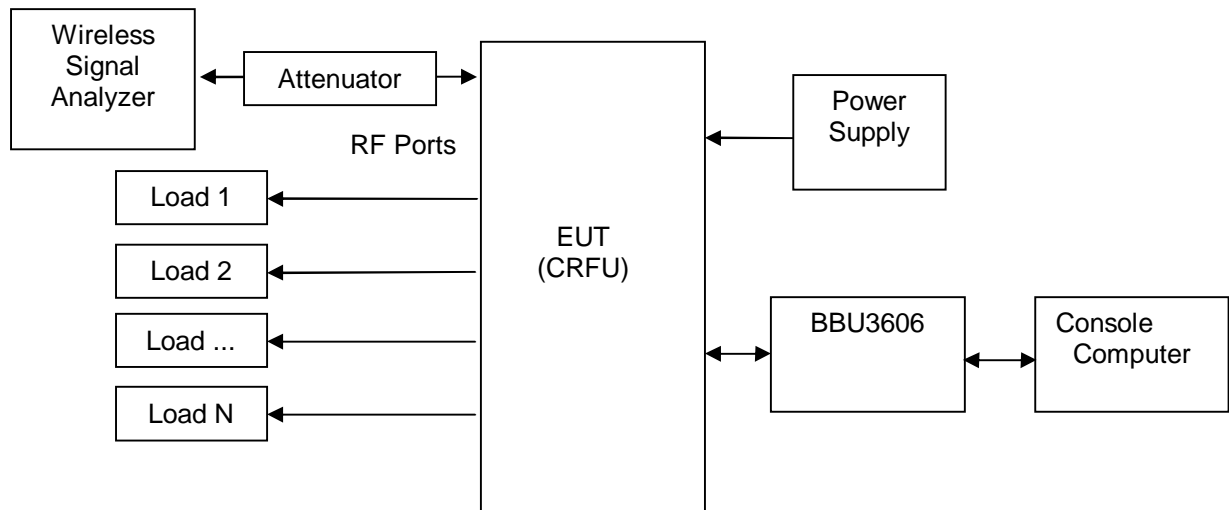 Wireless
Signal
Analyzer
Attenuator
Power
Supply
RF Ports
Load 1
EUT
(CRFU)
Load 2
BBU3606
Console
Computer
Load ...
Load N